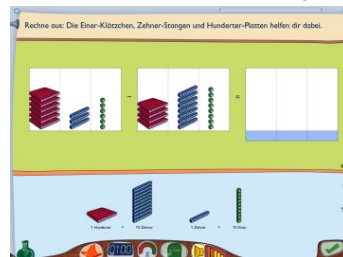 Rechne aus: Die Einer-Klötzchen, Zehner-Stangen und Hunderter-Platten helfen dir dabei.
- =
1 Hunderter = 10 Zehner 1 Zehner = 10 Einer